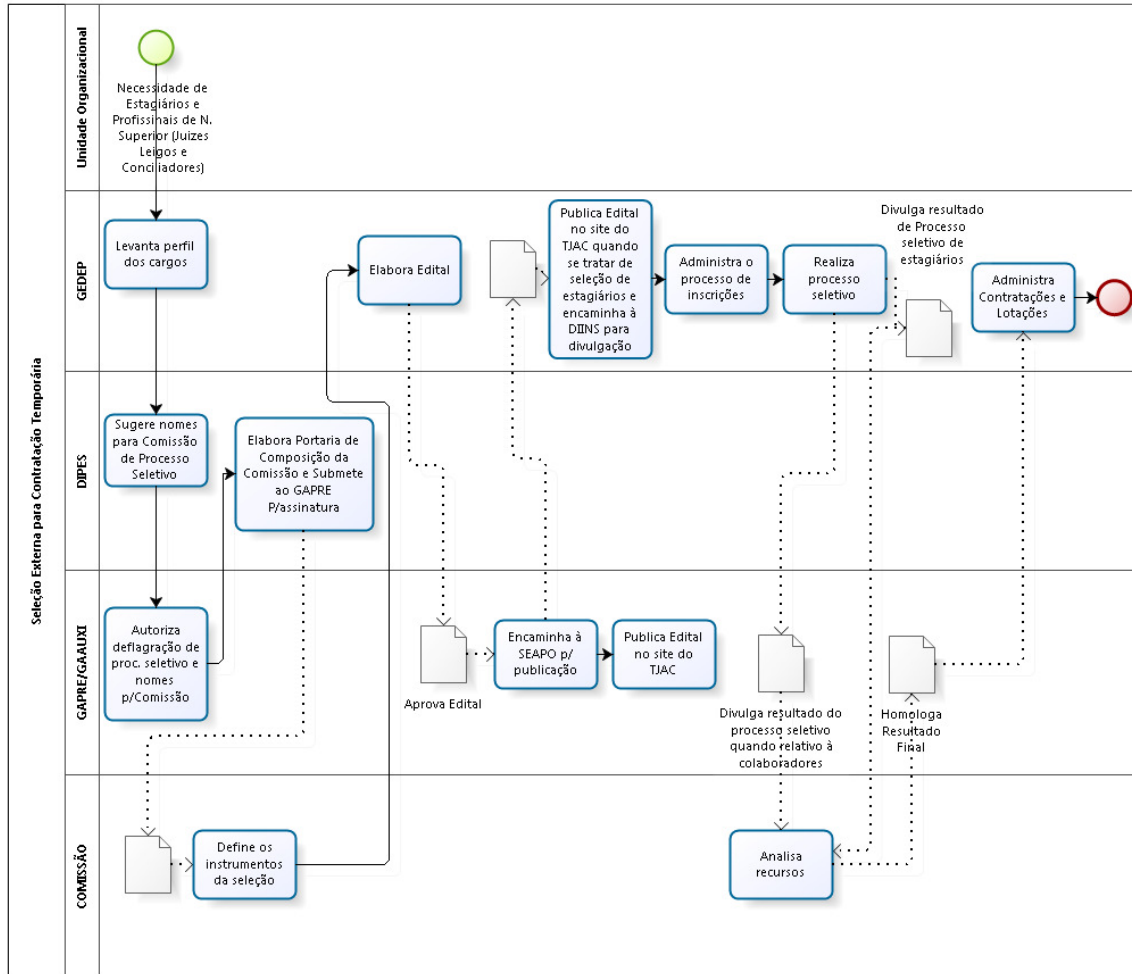 Seleção Externa para Contratação Temporária
Unidade Organizacional
Necessidade de
Estagiários e
Profissinais de N.
Superior (Juizes
Leigos e
Conciliadores)
GEDEP
Levanta perfil
dos cargos
Elabora Edital
Publica Edital
no site do
TJAC quando
se tratar de
seleção de
estagiários e
encaminha à
DIINS para
divulgação
Administra o
processo de
inscrições
Realiza
processo
seletivo
Divulga resultado
de Processo
seletivo de
estagiários
Administra
Contratações e
Lotações
DIPES
Sugere nomes
para Comissão
de Processo
Seletivo
Elabora Portaria de
Composição da
Comissão e Submete
ao GAPRE
P/assinatura
GAPRE/GAAUXI
Autoriza
deflagração de
proc. seletivo e
nomes
p/Comissão
Aprova Edital
Encaminha à
SEAPO p/
publicação
Publica Edital
no site do
TJAC
Divulga resultado do
processo seletivo
quando relativo à
colaboradores
Homologa
Resultado
Final
COMISSÃO
Define os
instrumentos
da seleção
Analisa
recursos